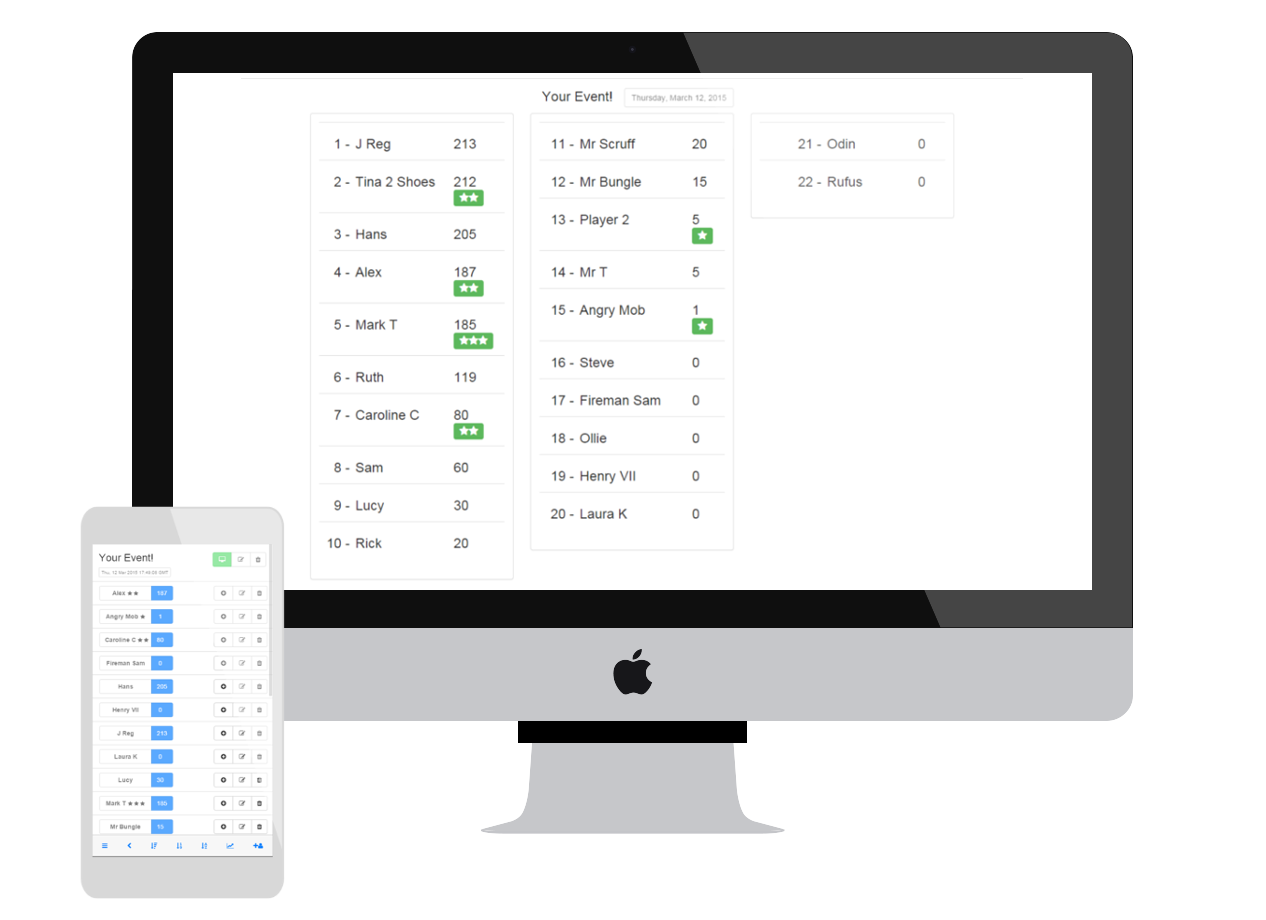 Your Event! Thursday, March 12, 2015
1 - J Reg 213
2 - Tina 2 Shoes 212
3 - Hans 205
4 - Alex 187
5 - Mark T 185
6 - Ruth 119
7 - Caroline C 80
8 - Sam 60
9 - Lucy 30
10 - Rick 20
11 - Mr Scruff 20
12 - Mr Bungle 15
13 - Player 2 5
14 - Mr T 5
15 - Angry Mob 1
16 - Steve 0
17 - Fireman Sam 0
18 - Ollie 0
19 - Henry VII 0
20 - Laura K 0
21 - Odin 0
22 - Rufus 0
Your Event!
Thu, 12 Mar 2015 GMT
Alex ★★ 187
Angry Mob ★ 1
Caroline C ★★ 80
Fireman Sam 0
Hans 205
Henry VII 0
J Reg 213
Laura K 0
Lucy 30
Mark T ★★★ 185
Mr Bungle 15